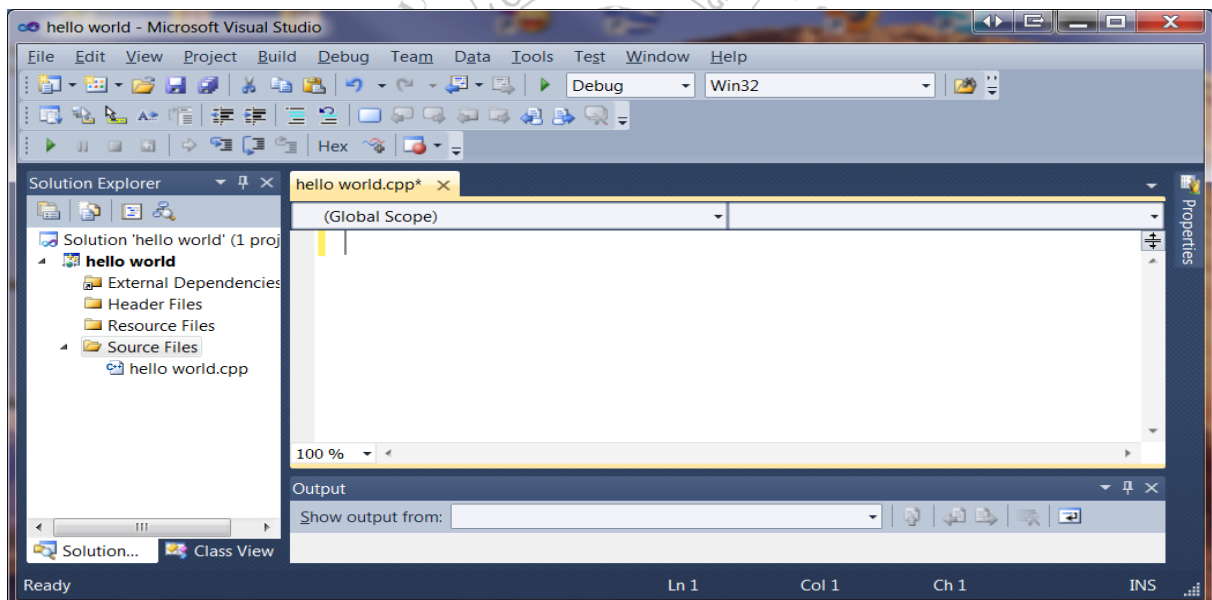 hello world - Microsoft Visual Studio
File Edit View Project Build Debug Team Data Tools Test Window Help
Debug Win32
Hex
Solution Explorer
hello world.cpp*
(Global Scope)
Solution 'hello world' (1 proj
hello world
External Dependencies
Header Files
Resource Files
Source Files
hello world.cpp
100 %
Output
Show output from:
Solution... Class View
Properties
Ready Ln 1 Col 1 Ch 1 INS